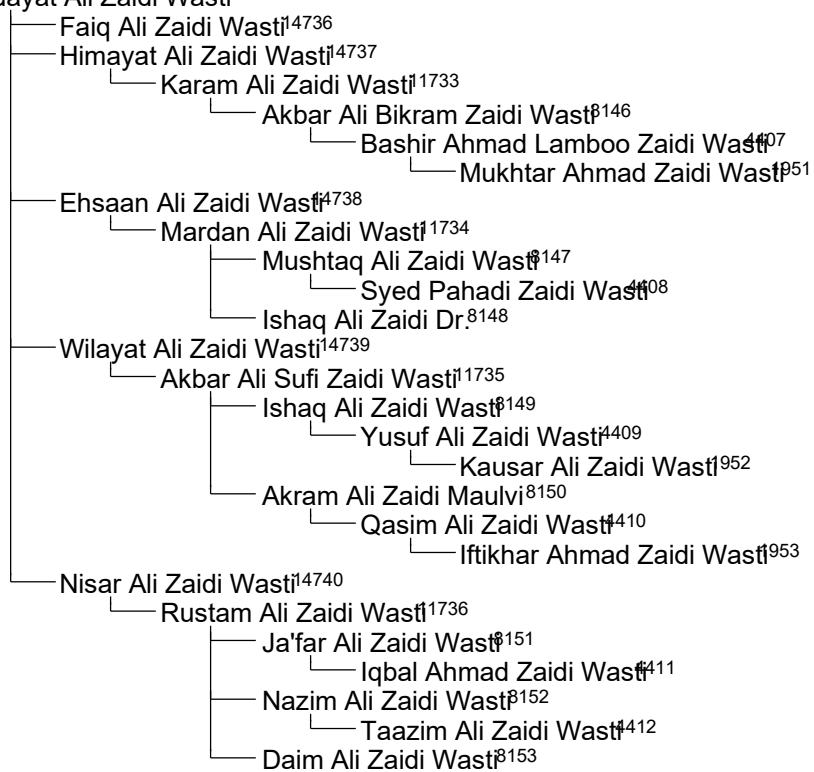 Ali Zaidi Wasti
Faiq Ali Zaidi Wasti14736
Himayat Ali Zaidi Wasti14737
Karam Ali Zaidi Wasti11733
Akbar Ali Bikram Zaidi Wasti8146
Bashir Ahmad Lamboo Zaidi Wasti4407
Mukhtar Ahmad Zaidi Wasti1951
Ehsaan Ali Zaidi Wasti14738
Mardan Ali Zaidi Wasti11734
Mushtaq Ali Zaidi Wasti8147
Syed Pahadi Zaidi Wasti4408
Ishaq Ali Zaidi Dr.8148
Wilayat Ali Zaidi Wasti14739
Akbar Ali Sufi Zaidi Wasti11735
Ishaq Ali Zaidi Wasti8149
Yusuf Ali Zaidi Wasti4409
Kausar Ali Zaidi Wasti1952
Akram Ali Zaidi Maulvi8150
Qasim Ali Zaidi Wasti4410
Iftikhar Ahmad Zaidi Wasti1953
Nisar Ali Zaidi Wasti14740
Rustam Ali Zaidi Wasti11736
Ja'far Ali Zaidi Wasti8151
Iqbal Ahmad Zaidi Wasti4411
Nazim Ali Zaidi Wasti8152
Taazim Ali Zaidi Wasti4412
Daim Ali Zaidi Wasti8153